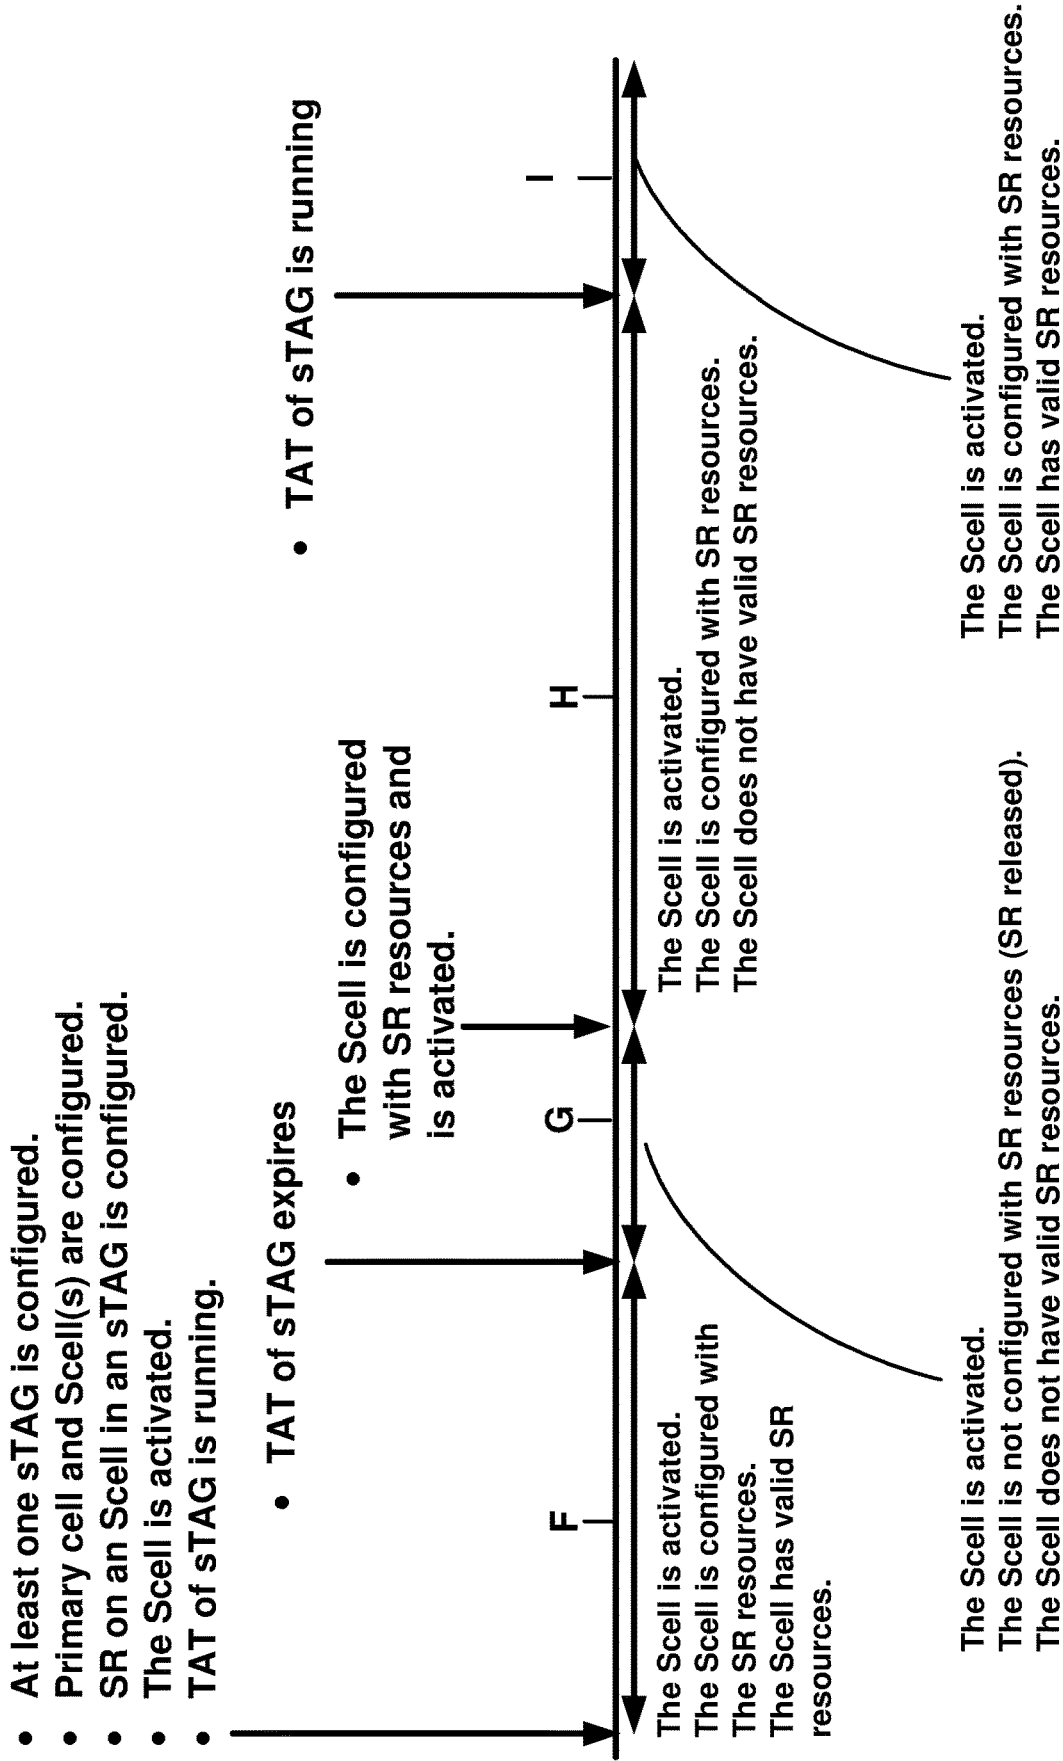 • At least one sTAG is configured.
• Primary cell and Scell(s) are configured.
• SR on an Scell in an sTAG is configured.
• The Scell is activated.
• TAT of sTAG is running.
• TAT of sTAG expires
• The Scell is configured
with SR resources and
is activated.
• TAT of sTAG is running
F
G
H
I
The Scell is activated.
The Scell is configured with
the SR resources.
The Scell has valid SR
resources.
The Scell is activated.
The Scell is configured with SR resources.
The Scell does not have valid SR resources.
The Scell is activated.
The Scell is not configured with SR resources (SR released).
The Scell does not have valid SR resources.
The Scell is activated.
The Scell is configured with SR resources.
The Scell has valid SR resources.